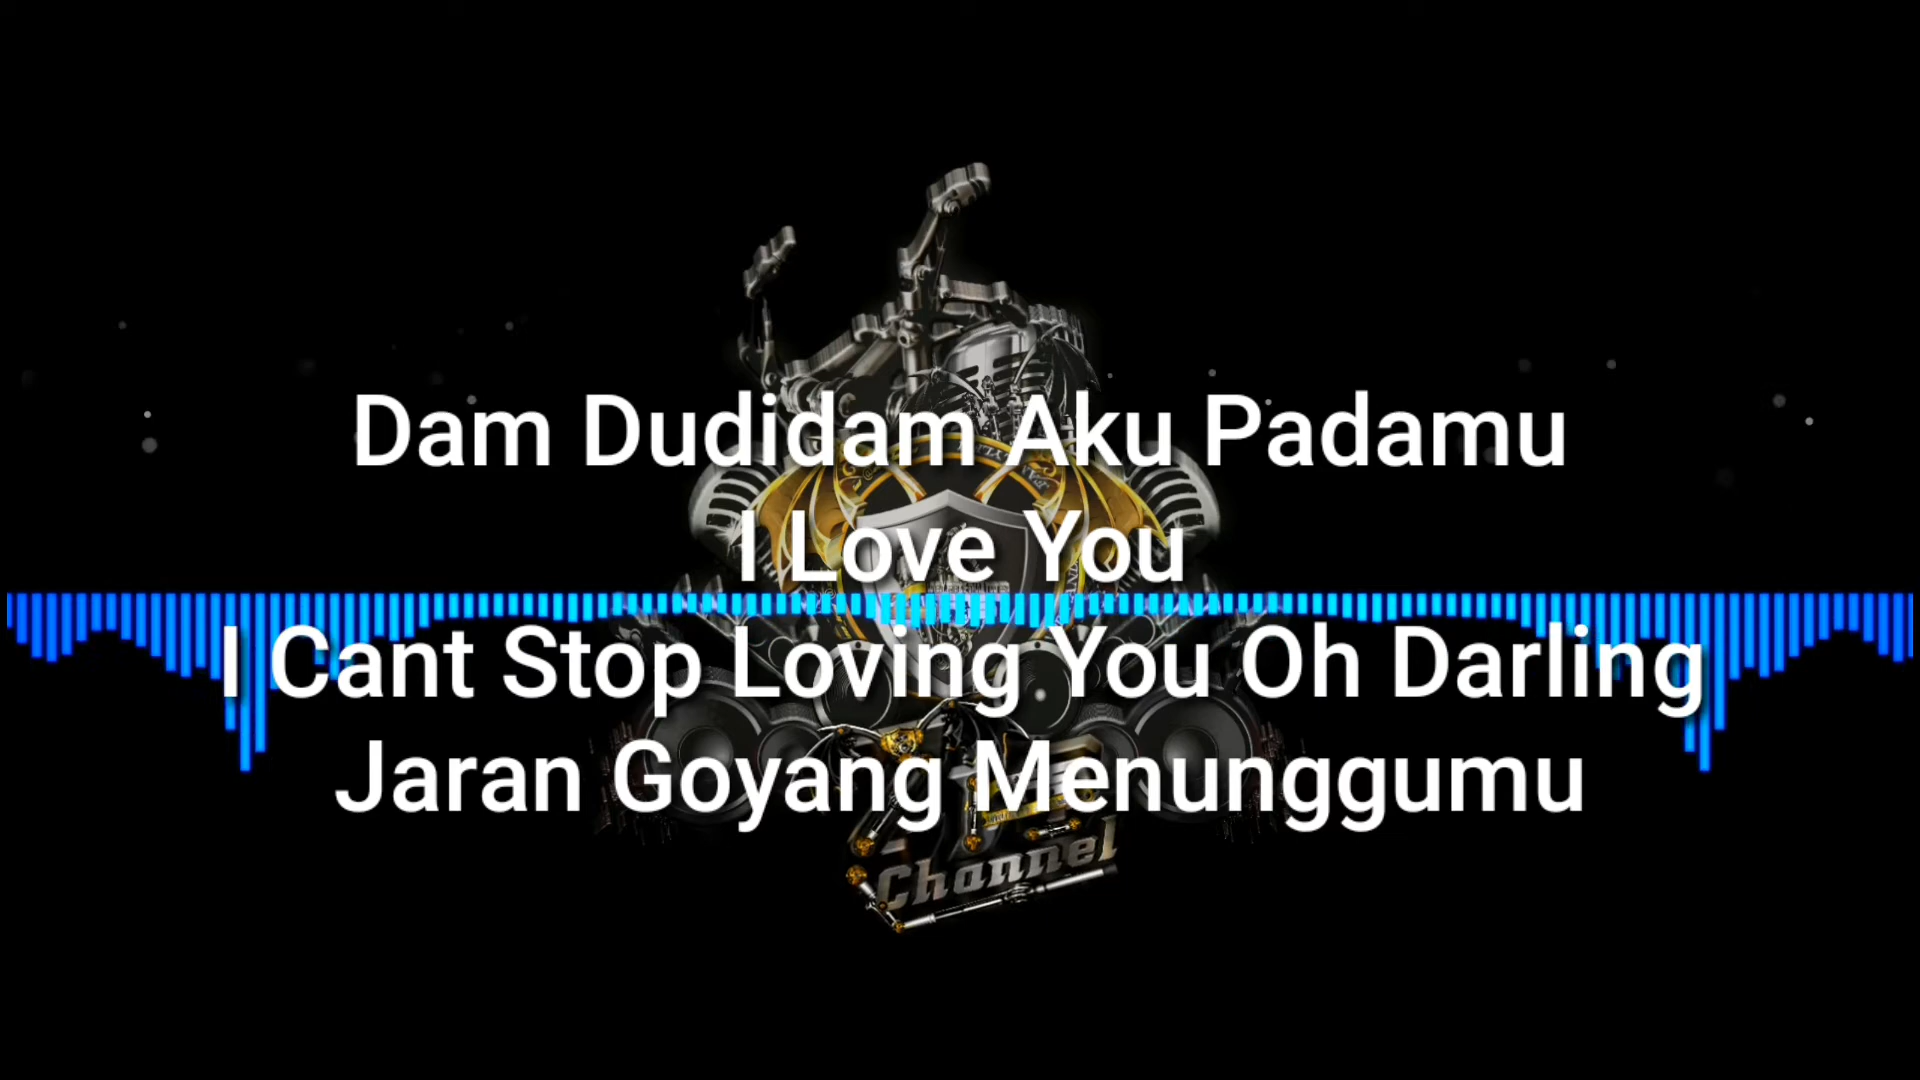 Dam Dudidam Aku Padamu
I Love You
I Cant Stop Loving You Oh Darling
Jaran Goyang Menunggumu
Channel